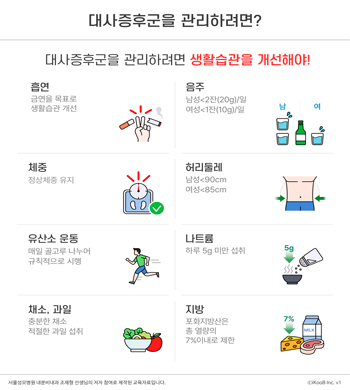 대사증후군을 관리하려면?
대사증후군을 관리하려면 생활습관을 개선해야!
흡연
금연을 목표로
생활습관 개선
음주
남성<2잔(20g)/일
여성<1잔(10g)/일
남 여
체중
정상체중 유지
허리둘레
남성<90cm
여성<85cm
유산소 운동
매일 골고루 나누어
규칙적으로 시행
나트륨
하루 5g 미만 섭취
5g
채소, 과일
충분한 채소
적절한 과일 섭취
지방
포화지방산은
총 열량의
7%이내로 제한
7%
MILK
서울성모병원 내분비내과 조재형 선생님의 저자 참여로 제작된 교육자료입니다.
ⓒiKooB Inc. v1